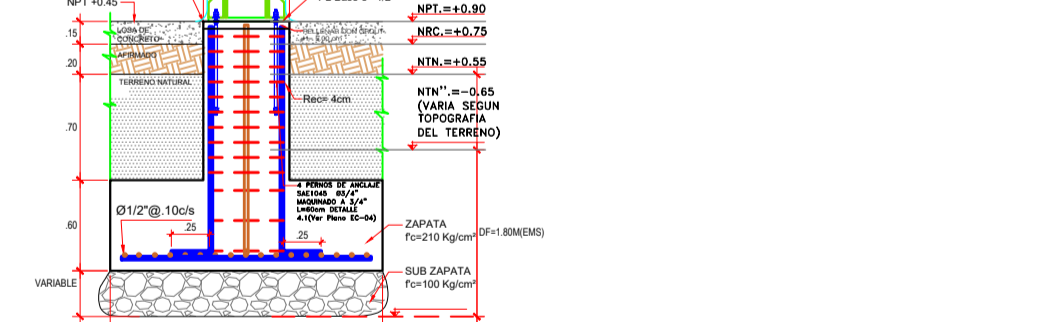 NPT +0.45
NPT.=+0.90
.15
LOSA DE
CONCRETO
NRC.=+0.75
.20
AFIRMADO
NTN.=+0.55
TERRENO NATURAL
Rec= 4cm
NTN".=-0.65
(VARIA SEGUN
TOPOGRAFIA
DEL TERRENO)
.70
4 PERNOS DE ANCLAJE
SAE1045 Ø3/4"
MAQUINADO A 3/4"
L=60cm DETALLE
4.1(Ver Plano EC-04)
Ø1/2"@.10c/s
.25
.25
.60
ZAPATA
f'c=210 Kg/cm²
DF=1.80M(EMS)
SUB ZAPATA
f'c=100 Kg/cm²
VARIABLE